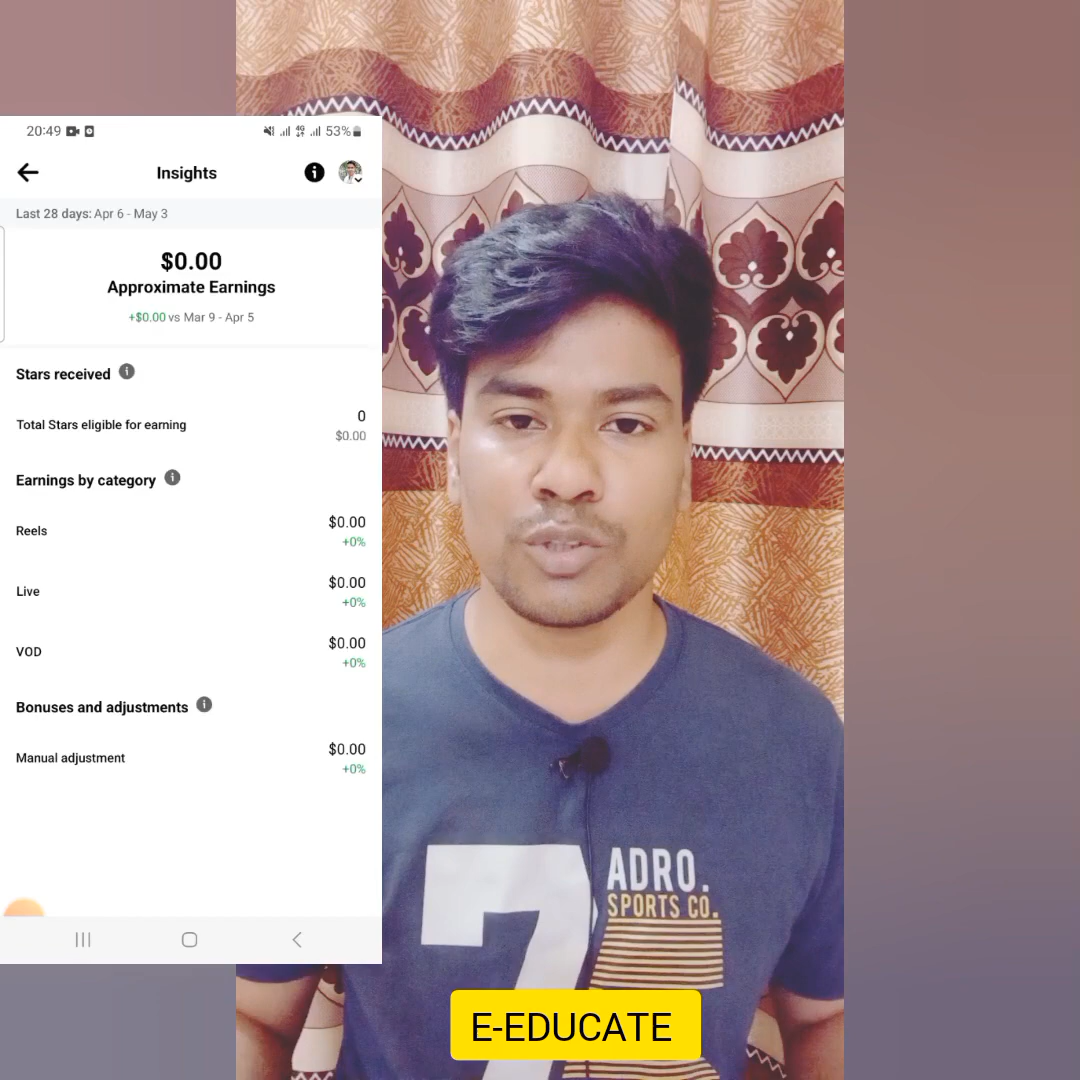 20:49
4G
53%
Insights
Last 28 days: Apr 6 - May 3
$0.00
Approximate Earnings
+$0.00 vs Mar 9 - Apr 5
Stars received
Total Stars eligible for earning
0
$0.00
Earnings by category
Reels
$0.00
+0%
Live
$0.00
+0%
VOD
$0.00
+0%
Bonuses and adjustments
Manual adjustment
$0.00
+0%
7
ADRO.
SPORTS CO.
E-EDUCATE